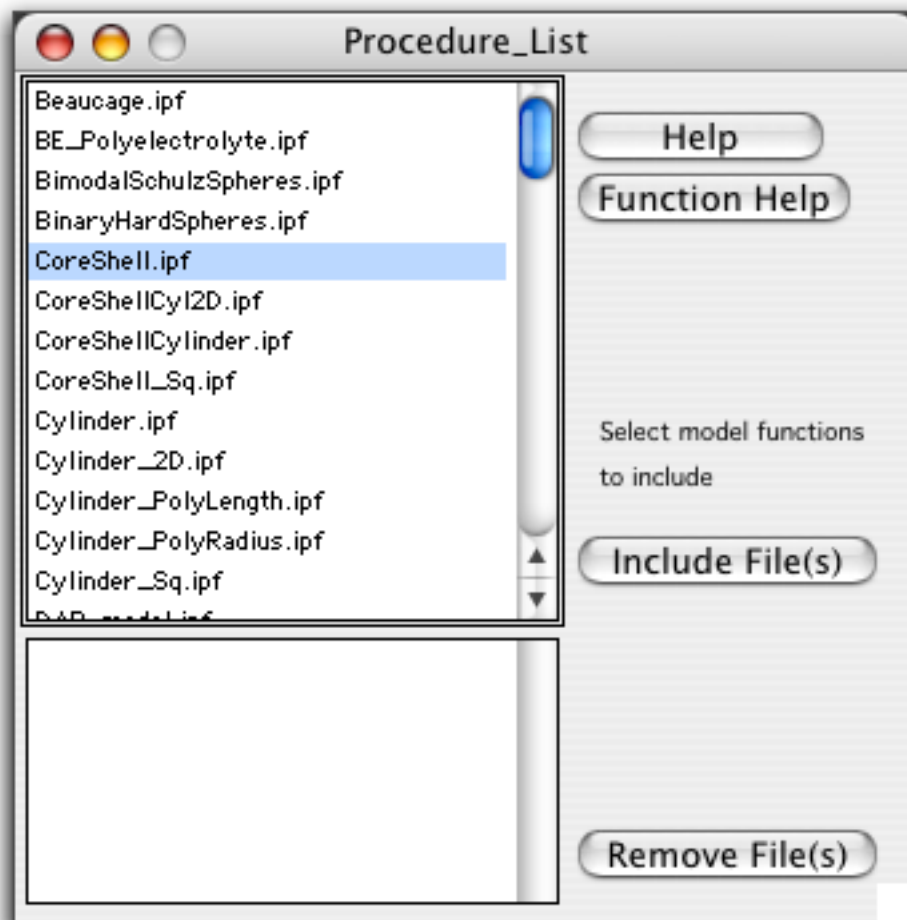 Procedure_List
Beaucage.ipf
BE_Polyelectrolyte.ipf
BimodalSchulzSpheres.ipf
BinaryHardSpheres.ipf
CoreShell.ipf
CoreShellCyl2D.ipf
CoreShellCylinder.ipf
CoreShell_Sq.ipf
Cylinder.ipf
Cylinder_2D.ipf
Cylinder_PolyLength.ipf
Cylinder_PolyRadius.ipf
Cylinder_Sq.ipf
Help
Function Help
Select model functions
to include
Include File(s)
Remove File(s)